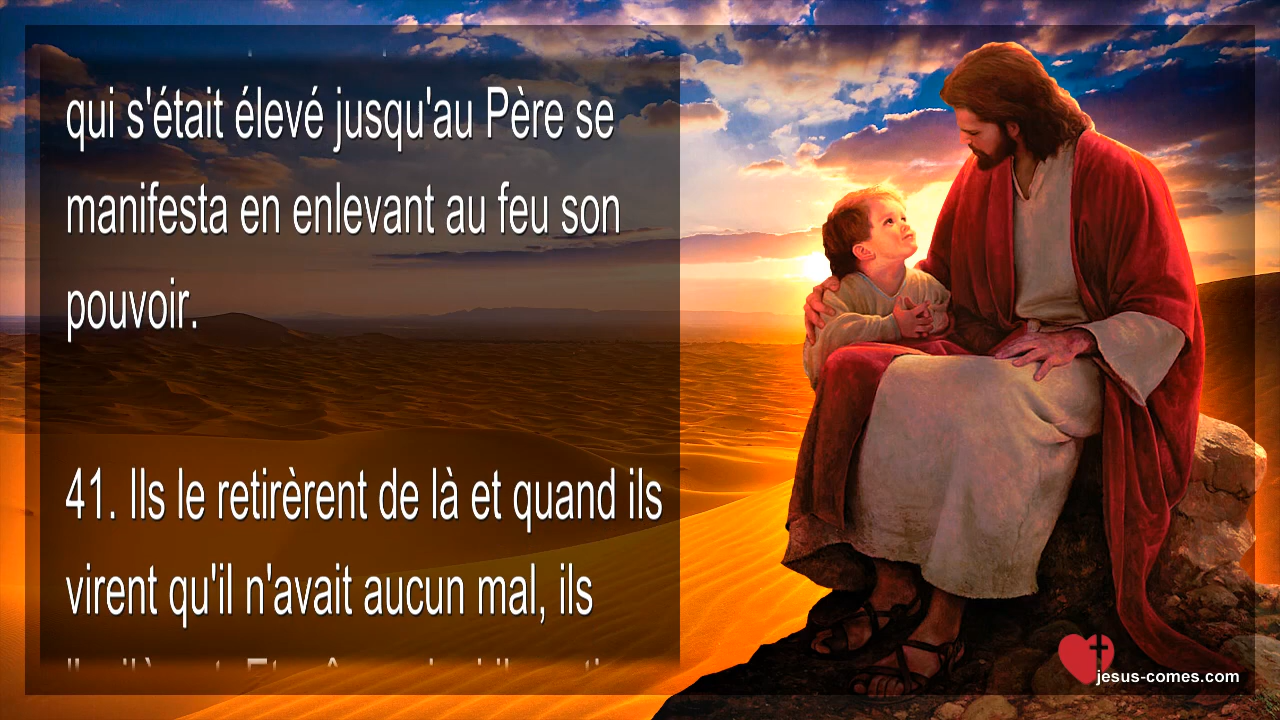 qui s'était élevé jusqu'au Père se
manifesta en enlevant au feu son
pouvoir.
41. Ils le retirèrent de là et quand ils
virent qu'il n'avait aucun mal, ils
jesus-comes.com